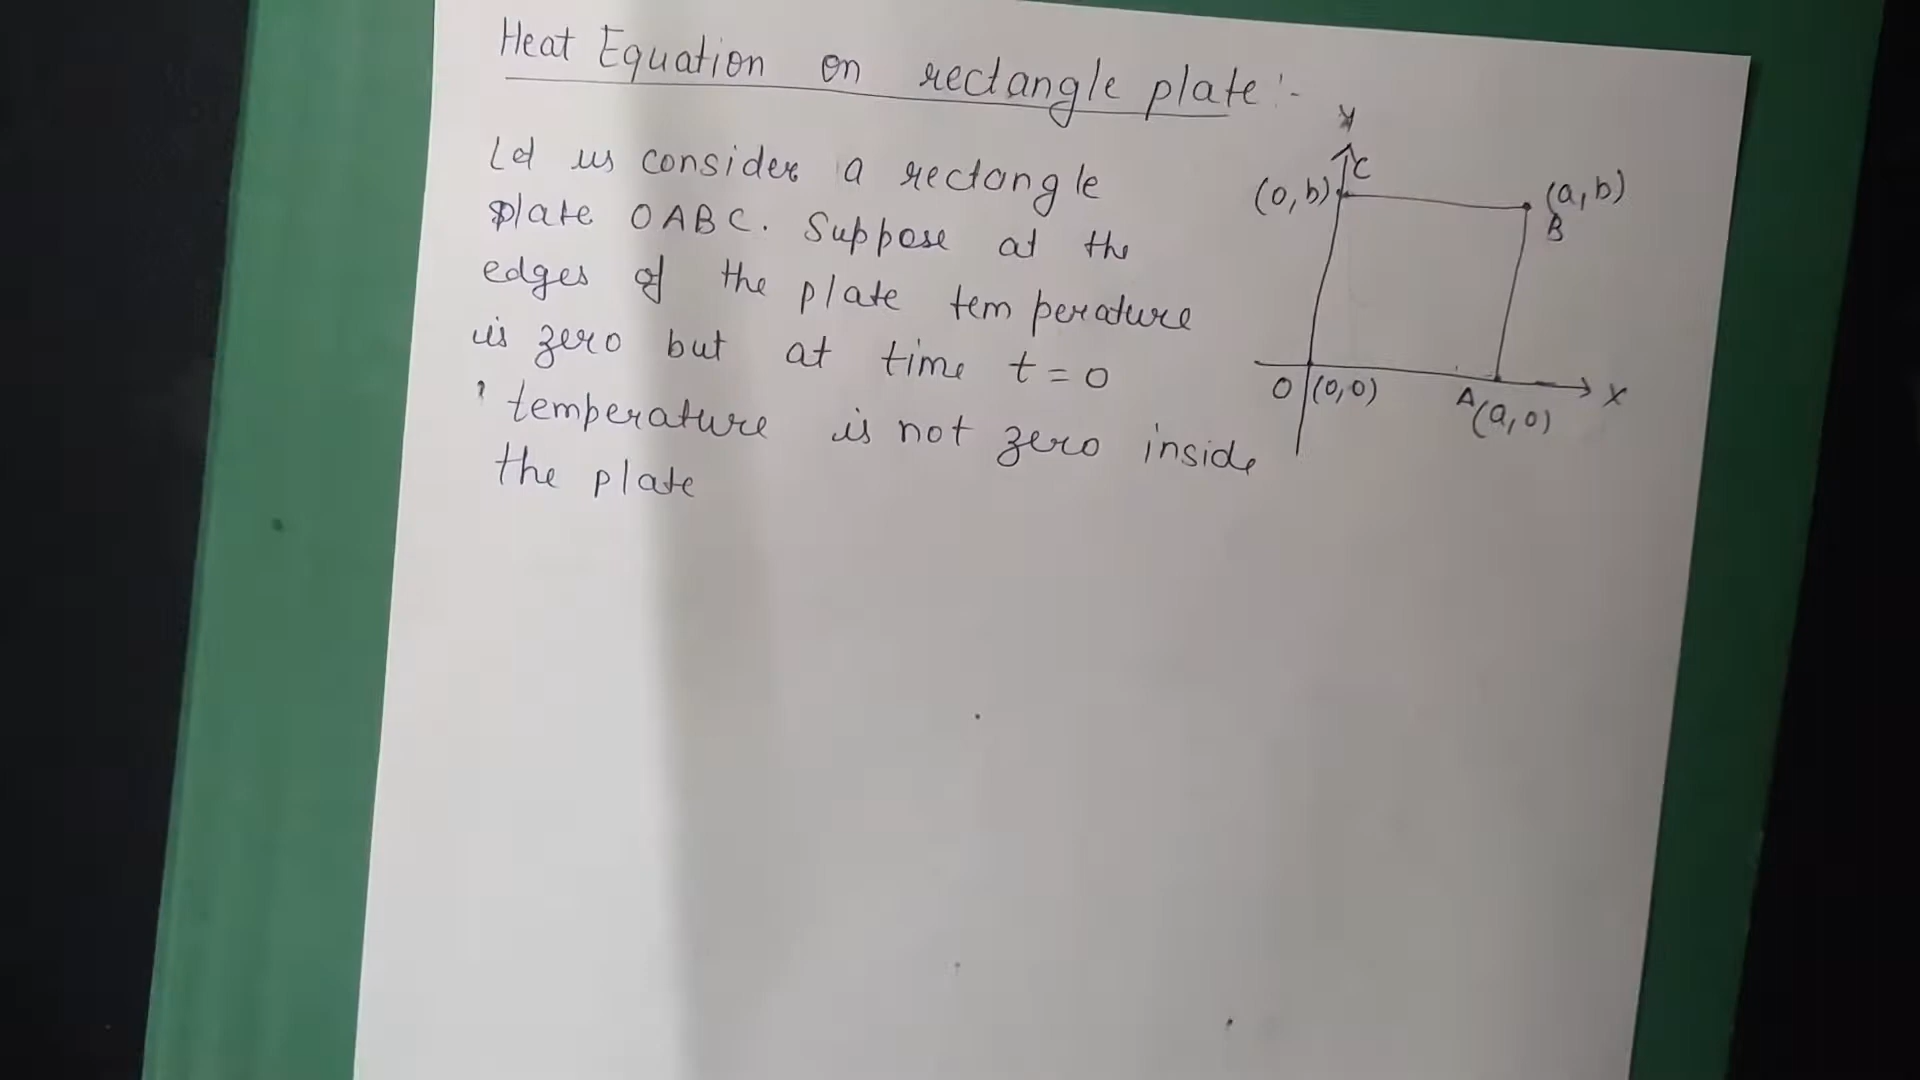 Heat Equation on rectangle plate :-
Let us consider a rectangle
plate OABC. Suppose at the
edges of the plate temperature
is zero but at time t = 0
temperature is not zero inside
the plate
Y
C
(0,b)
(a,b)
B
O (0,0)
A(a,0)
X